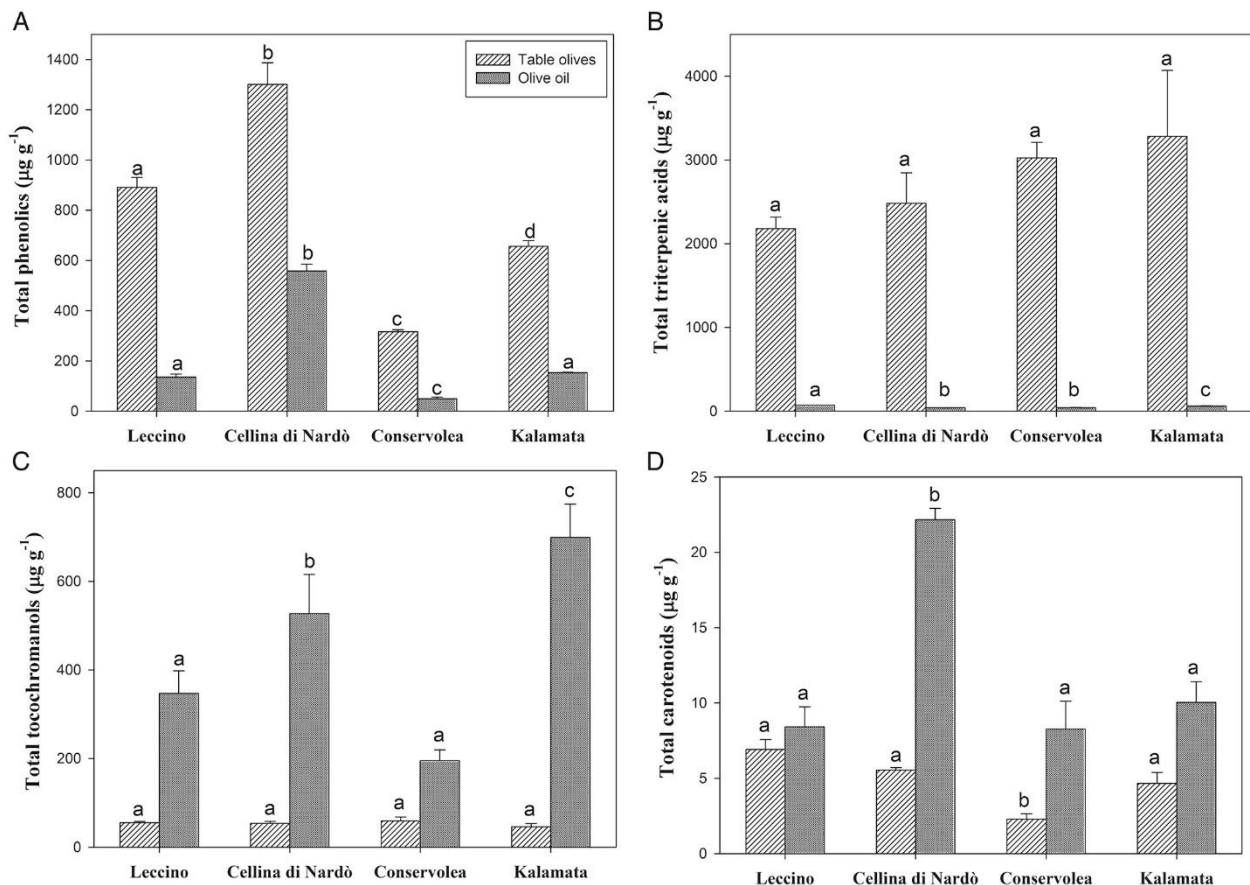 A
Total phenolics (µg g-1)
1400
1200
1000
800
600
400
200
0
Table olives
Olive oil
a
a
b
b
c
c
d
a
Leccino Cellina di Nardò Conservolea Kalamata
B
Total triterpenic acids (µg g-1)
4000
3000
2000
1000
0
a
a
a
b
a
b
a
c
Leccino Cellina di Nardò Conservolea Kalamata
C
Total tocochromanols (µg g-1)
800
600
400
200
0
a
a
a
b
a
a
a
c
Leccino Cellina di Nardò Conservolea Kalamata
D
Total carotenoids (µg g-1)
25
20
15
10
5
0
a
a
a
b
b
a
a
a
Leccino Cellina di Nardò Conservolea Kalamata